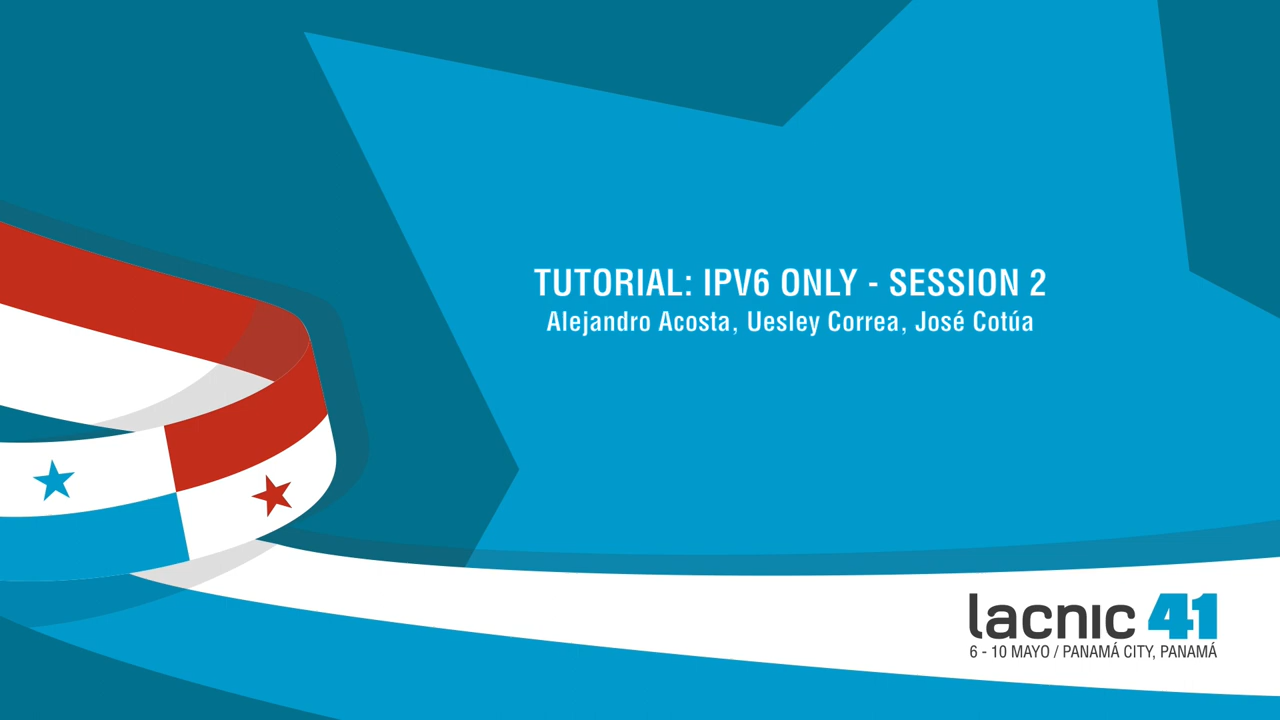 TUTORIAL: IPV6 ONLY - SESSION 2
Alejandro Acosta, Uesley Correa, José Cotúa
lacnic 41
6 - 10 MAYO / PANAMÁ CITY, PANAMÁ